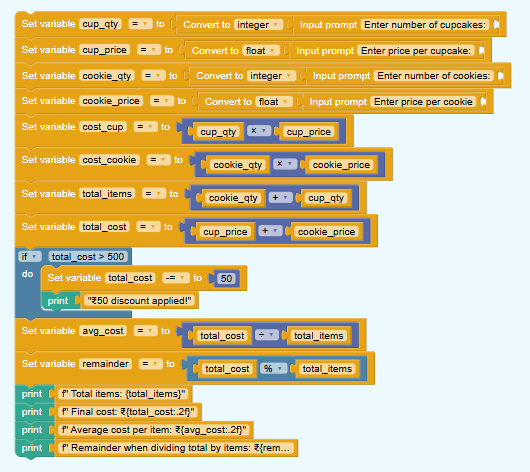 Set variable cup_qty = to Convert to integer Input prompt Enter number of cupcakes:
Set variable cup_price = to Convert to float Input prompt Enter price per cupcake:
Set variable cookie_qty = to Convert to integer Input prompt Enter number of cookies:
Set variable cookie_price = to Convert to float Input prompt Enter price per cookie
Set variable cost_cup = to cup_qty × cup_price
Set variable cost_cookie = to cookie_qty × cookie_price
Set variable total_items = to cookie_qty + cup_qty
Set variable total_cost = to cup_price + cookie_price
if total_cost > 500
do Set variable total_cost -= to 50
print "₹50 discount applied!"
Set variable avg_cost = to total_cost ÷ total_items
Set variable remainder = to total_cost % total_items
print f" Total items: {total_items}"
print f" Final cost: ₹{total_cost:.2f}"
print f" Average cost per item: ₹{avg_cost:.2f}"
print f" Remainder when dividing total by items: ₹{rem...